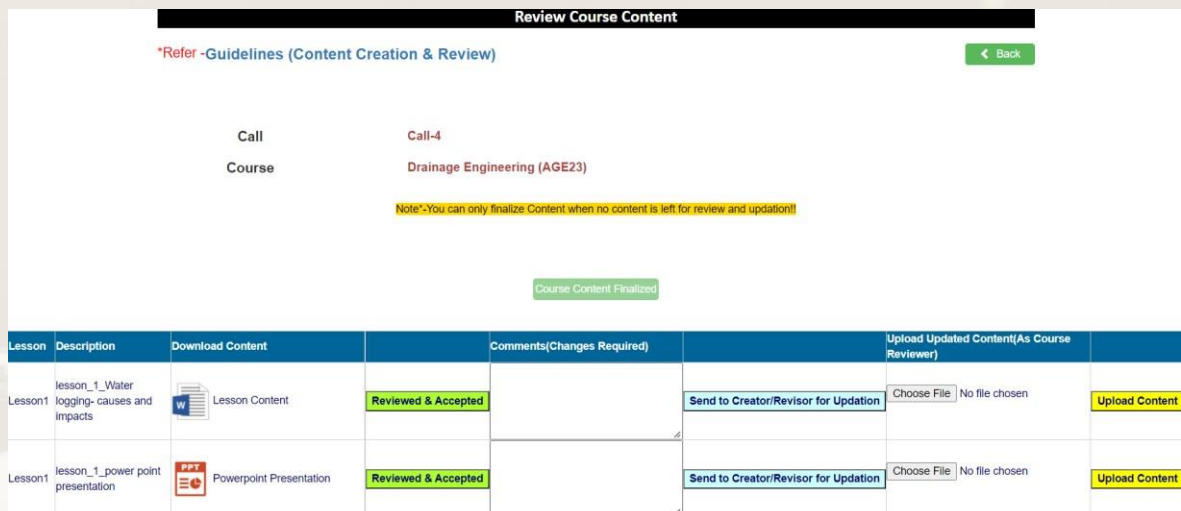 Review Course Content
*Refer -Guidelines (Content Creation & Review)
Back
Call Call-4
Course Drainage Engineering (AGE23)
Note*-You can only finalize Content when no content is left for review and updation!!
Course Content Finalized
Lesson Description Download Content Comments(Changes Required) Upload Updated Content(As Course
Reviewer)
lesson_1_Water
Lesson1 logging- causes and Lesson Content Reviewed & Accepted Send to Creator/Revisor for Updation Choose File No file chosen Upload Content
impacts
W
PPT
Lesson1 lesson_1_power point Powerpoint Presentation Reviewed & Accepted Send to Creator/Revisor for Updation Choose File No file chosen Upload Content
presentation